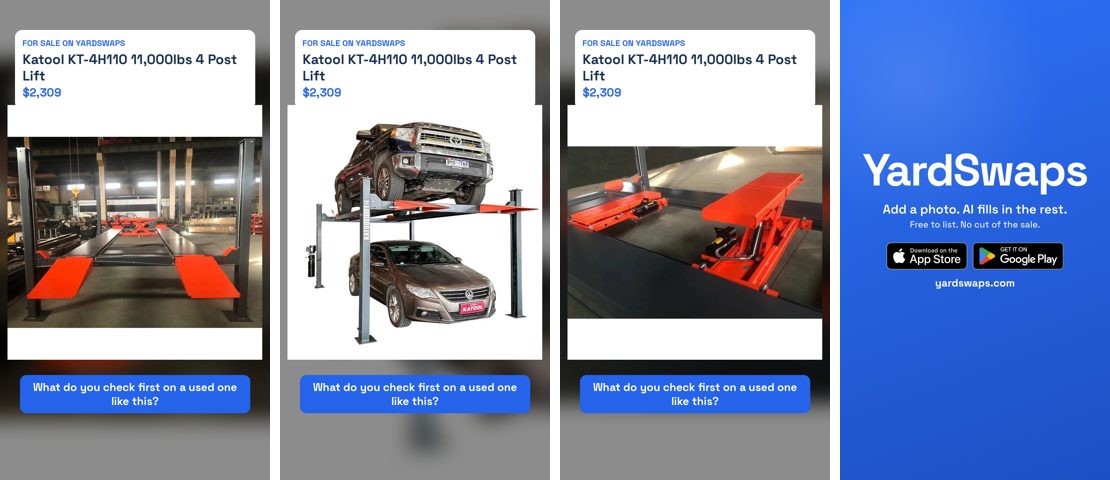 FOR SALE ON YARDSWAPS
Katool KT-4H110 11,000lbs 4 Post
Lift
$2,309
What do you check first on a used one
like this?
FOR SALE ON YARDSWAPS
Katool KT-4H110 11,000lbs 4 Post
Lift
$2,309
KATOOL
What do you check first on a used one
like this?
FOR SALE ON YARDSWAPS
Katool KT-4H110 11,000lbs 4 Post
Lift
$2,309
What do you check first on a used one
like this?
YardSwaps
Add a photo. AI fills in the rest.
Free to list. No cut of the sale.
Download on the
App Store
GET IT ON
Google Play
yardswaps.com